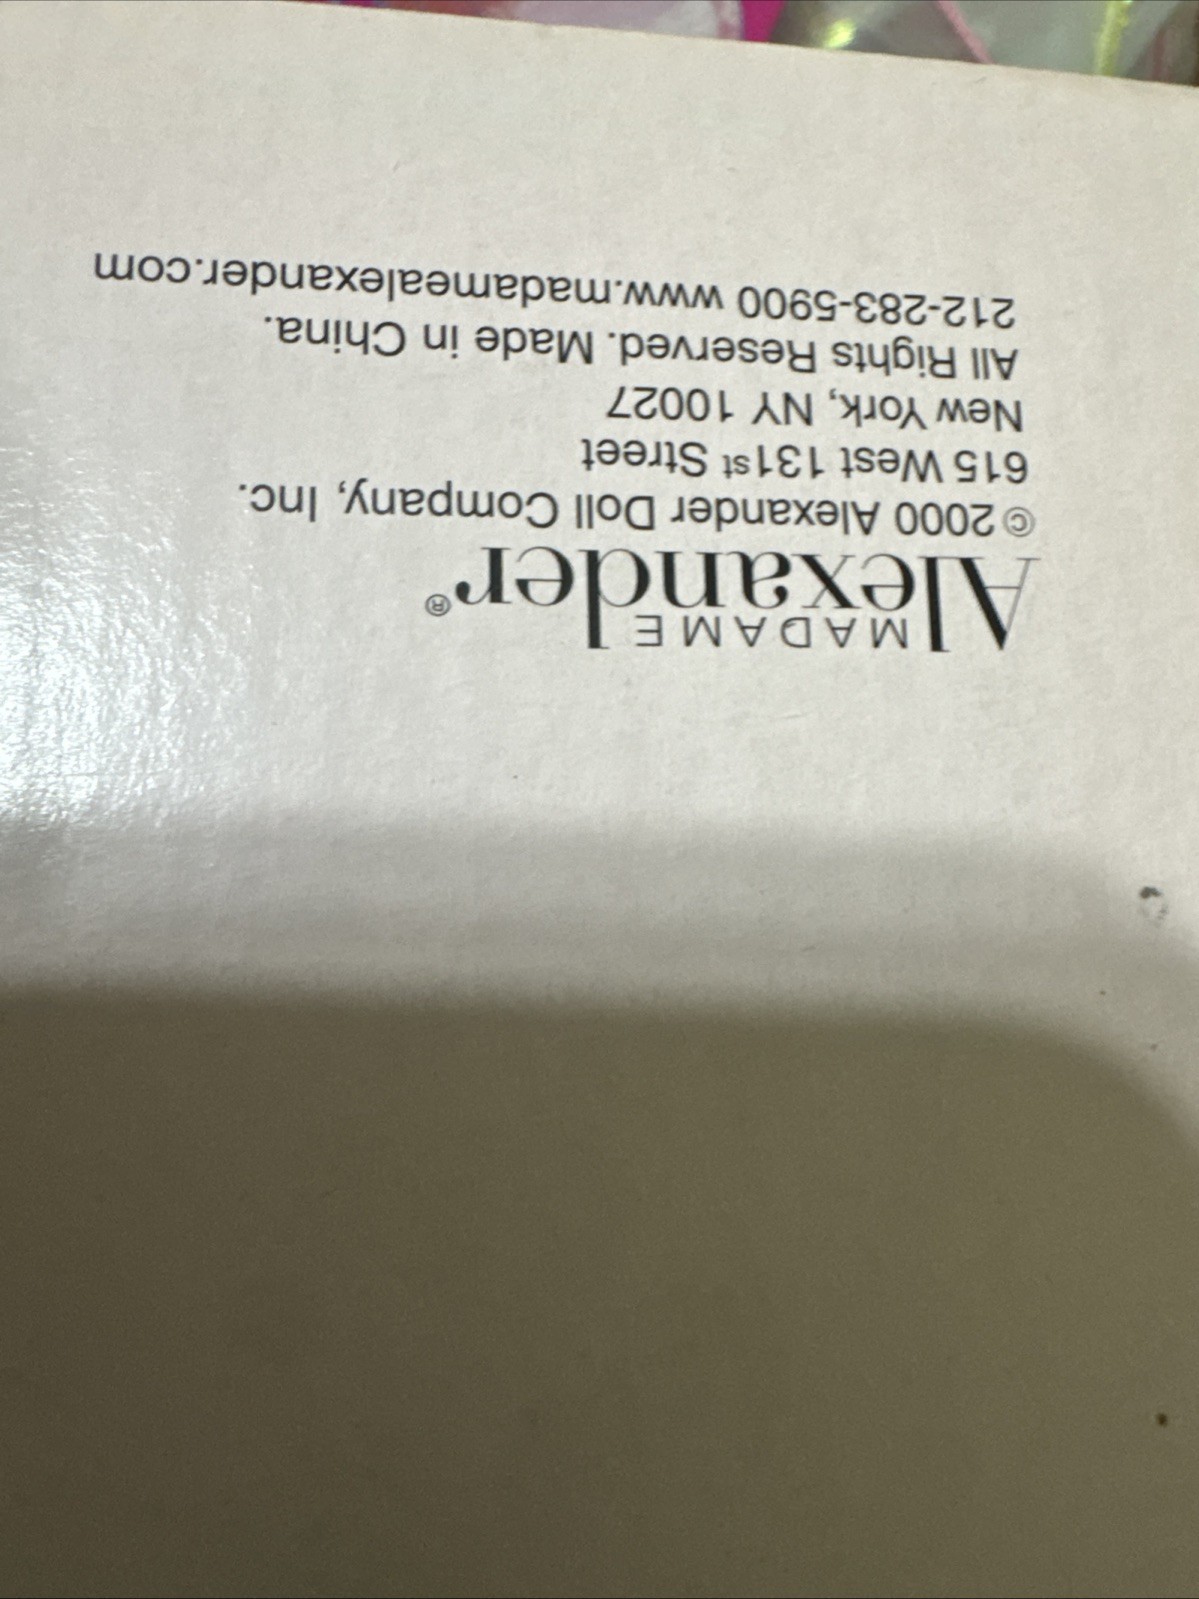 MADAME
Alexander®
© 2000 Alexander Doll Company, Inc.
615 West 131st Street
New York, NY 10027
All Rights Reserved. Made in China.
212-283-5900 www.madamealexander.com